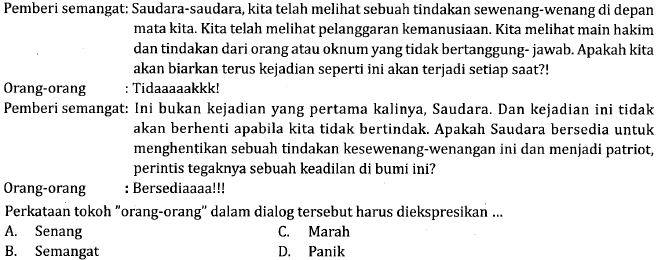 Pemberi semangat: Saudara-saudara, kita telah melihat sebuah tindakan sewenang-wenang di depan
mata kita. Kita telah melihat pelanggaran kemanusiaan. Kita melihat main hakim
dan tindakan dari orang atau oknum yang tidak bertanggung- jawab. Apakah kita
akan biarkan terus kejadian seperti ini akan terjadi setiap saat?!
Orang-orang : Tidaaaaakkk!
Pemberi semangat: Ini bukan kejadian yang pertama kalinya, Saudara. Dan kejadian ini tidak
akan berhenti apabila kita tidak bertindak. Apakah Saudara bersedia untuk
menghentikan sebuah tindakan kesewenang-wenangan ini dan menjadi patriot,
perintis tegaknya sebuah keadilan di bumi ini?
Orang-orang : Bersediaaaa!!!
Perkataan tokoh "orang-orang" dalam dialog tersebut harus diekspresikan ...
A. Senang C. Marah
B. Semangat D. Panik